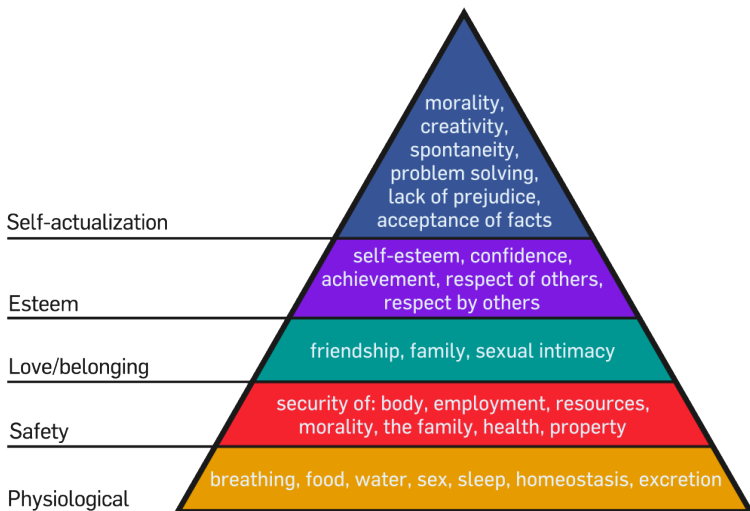 morality,
creativity,
spontaneity,
problem solving,
lack of prejudice,
acceptance of facts
Self-actualization
self-esteem, confidence,
achievement, respect of others,
respect by others
Esteem
friendship, family, sexual intimacy
Love/belonging
security of: body, employment, resources,
morality, the family, health, property
Safety
breathing, food, water, sex, sleep, homeostasis, excretion
Physiological